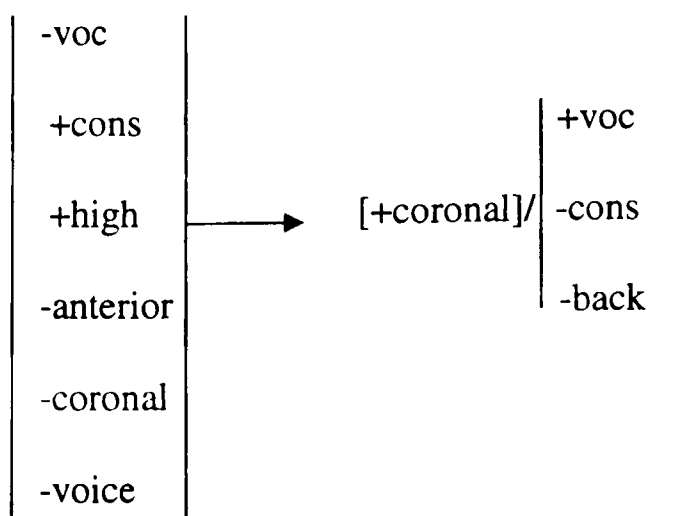 -voc
+cons
+high
-anterior
-coronal
-voice
[+coronal]/
+voc
-cons
-back